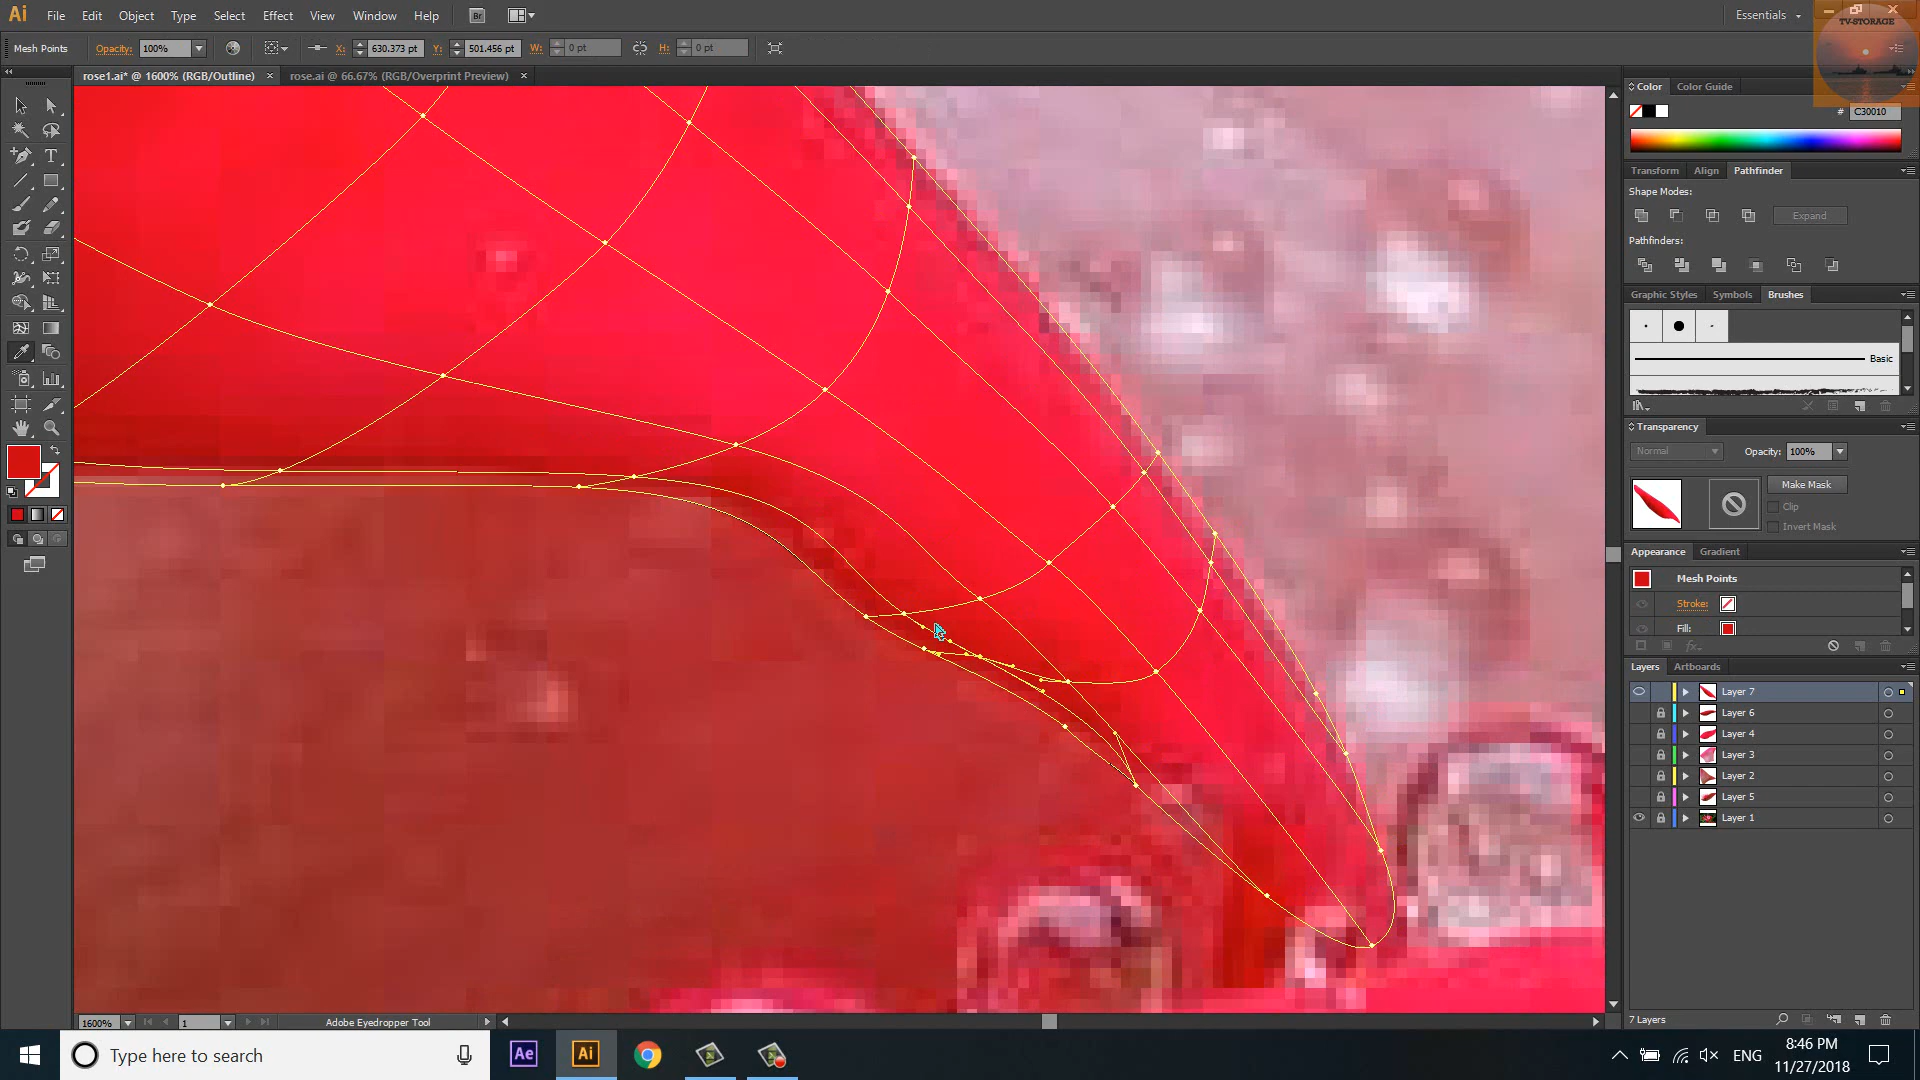 Ai File Edit Object Type Select Effect View Window Help Br Essentials
TV-STORAGE
Mesh Points Opacity: 100% X: 630.373 pt Y: 501.456 pt W: 0 pt H: 0 pt
rose1.ai* @ 1600% (RGB/Outline) × rose.ai @ 66.67% (RGB/Overprint Preview) ×
Color Color Guide
# C30010
Transform Align Pathfinder
Shape Modes:
Expand
Pathfinders:
Graphic Styles Symbols Brushes
Basic
Transparency
Normal Opacity: 100%
Make Mask
Clip
Invert Mask
Appearance Gradient
Mesh Points
Stroke:
Fill:
fx
Layers Artboards
Layer 7
Layer 6
Layer 4
Layer 3
Layer 2
Layer 5
Layer 1
7 Layers
1600% 1 Adobe Eyedropper Tool
Type here to search Ae Ai ENG 8:46 PM
11/27/2018